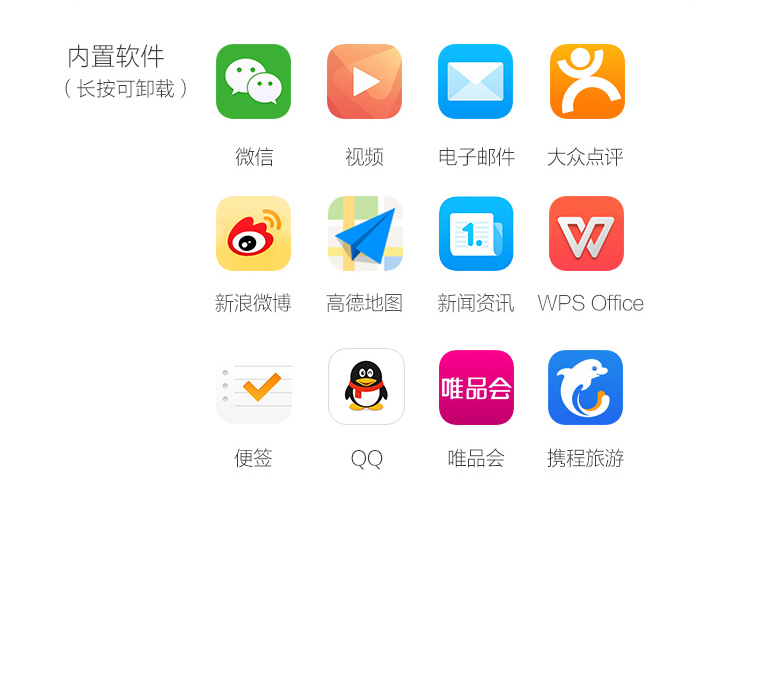 内置软件
（长按可卸载）
微信
视频
电子邮件
大众点评
1.
新浪微博
高德地图
新闻资讯
WPS Office
唯品会
便签
QQ
唯品会
携程旅游